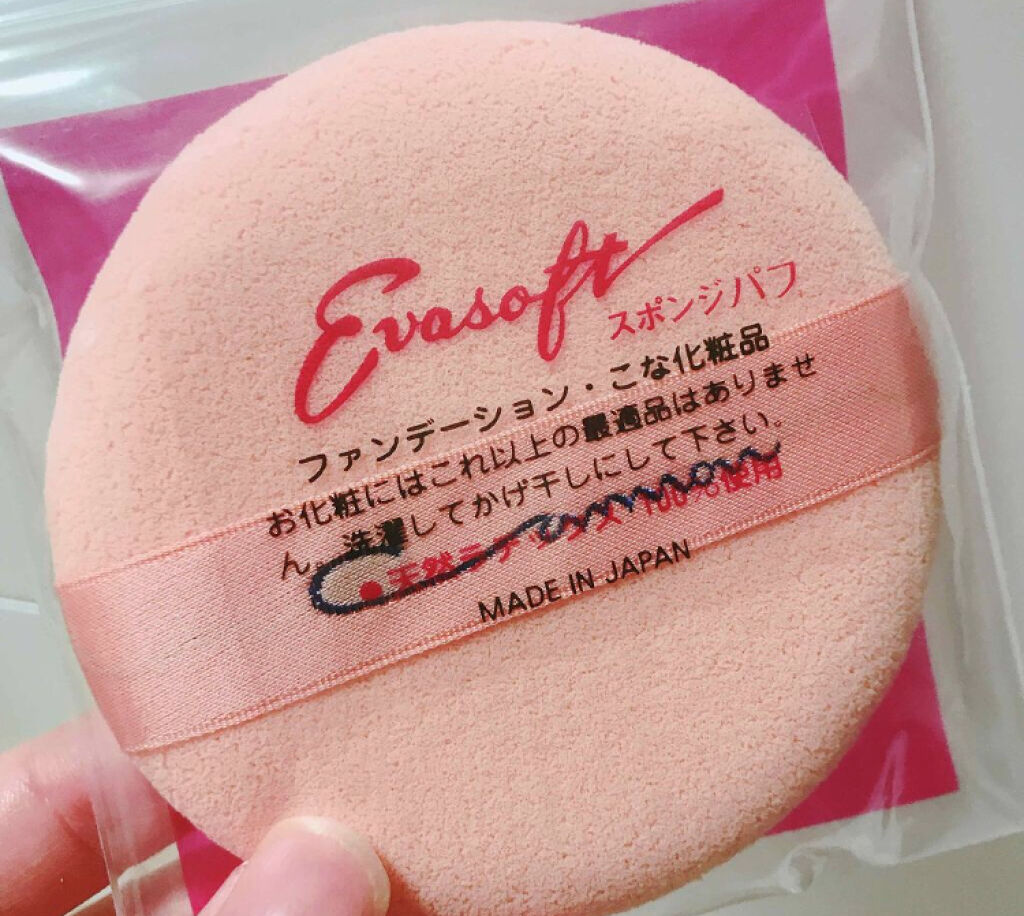 Evasoft
スポンジパフ
ファンデーション・こな化粧品
お化粧にはこれ以上の最適品はありませ
ん。洗濯してかげ干しにして下さい。
●天然ラテックス100%使用
MADE IN JAPAN